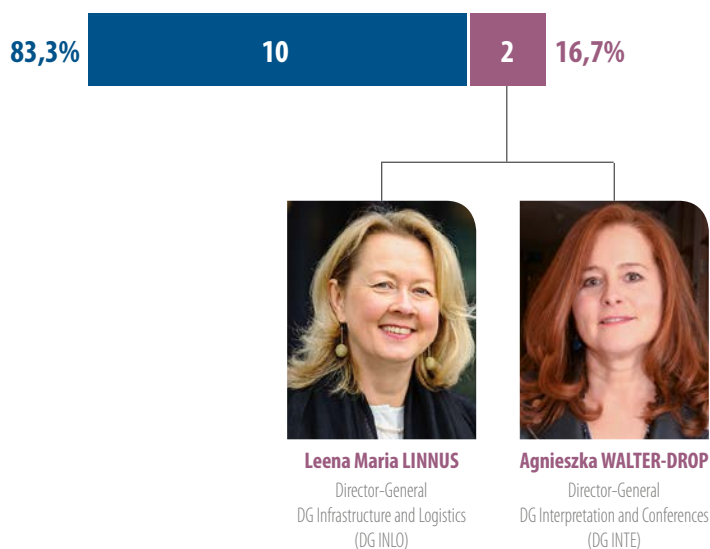 83,3% 10 2 16,7%
Leena Maria LINNUS
Director-General
DG Infrastructure and Logistics
(DG INLO)
Agnieszka WALTER-DROP
Director-General
DG Interpretation and Conferences
(DG INTE)